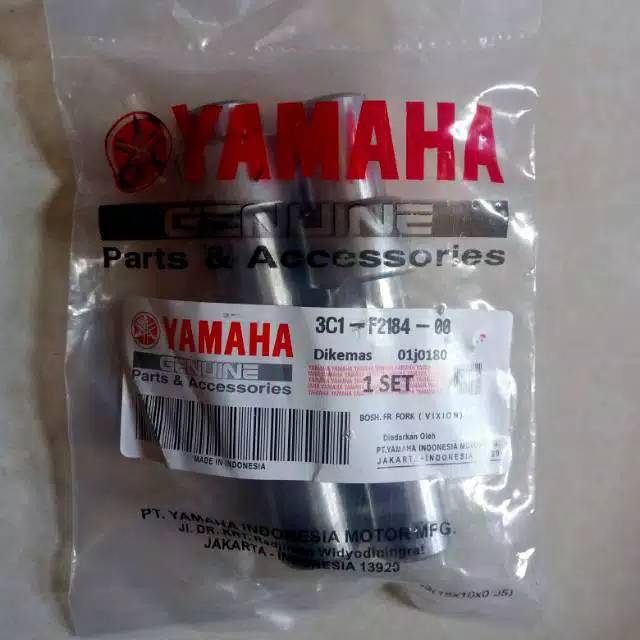 YAMAHA
GENUINE
Parts & Accessories
YAMAHA
GENUINE
Parts & Accessories
MADE IN INDONESIA
3C1-F2184-00
Dikemas 01j0180
1 SET
BOSH. FR FORK (VIXION)
Diedarkan Oleh
PT.YAMAHA INDONESIA
JAKARTA-INDONESIA
PT. YAMAHA INDONESIA MOTOR MFG.
JL. DR. KRT. Radjiman Widyodiningrat
JAKARTA - INDONESIA 13920